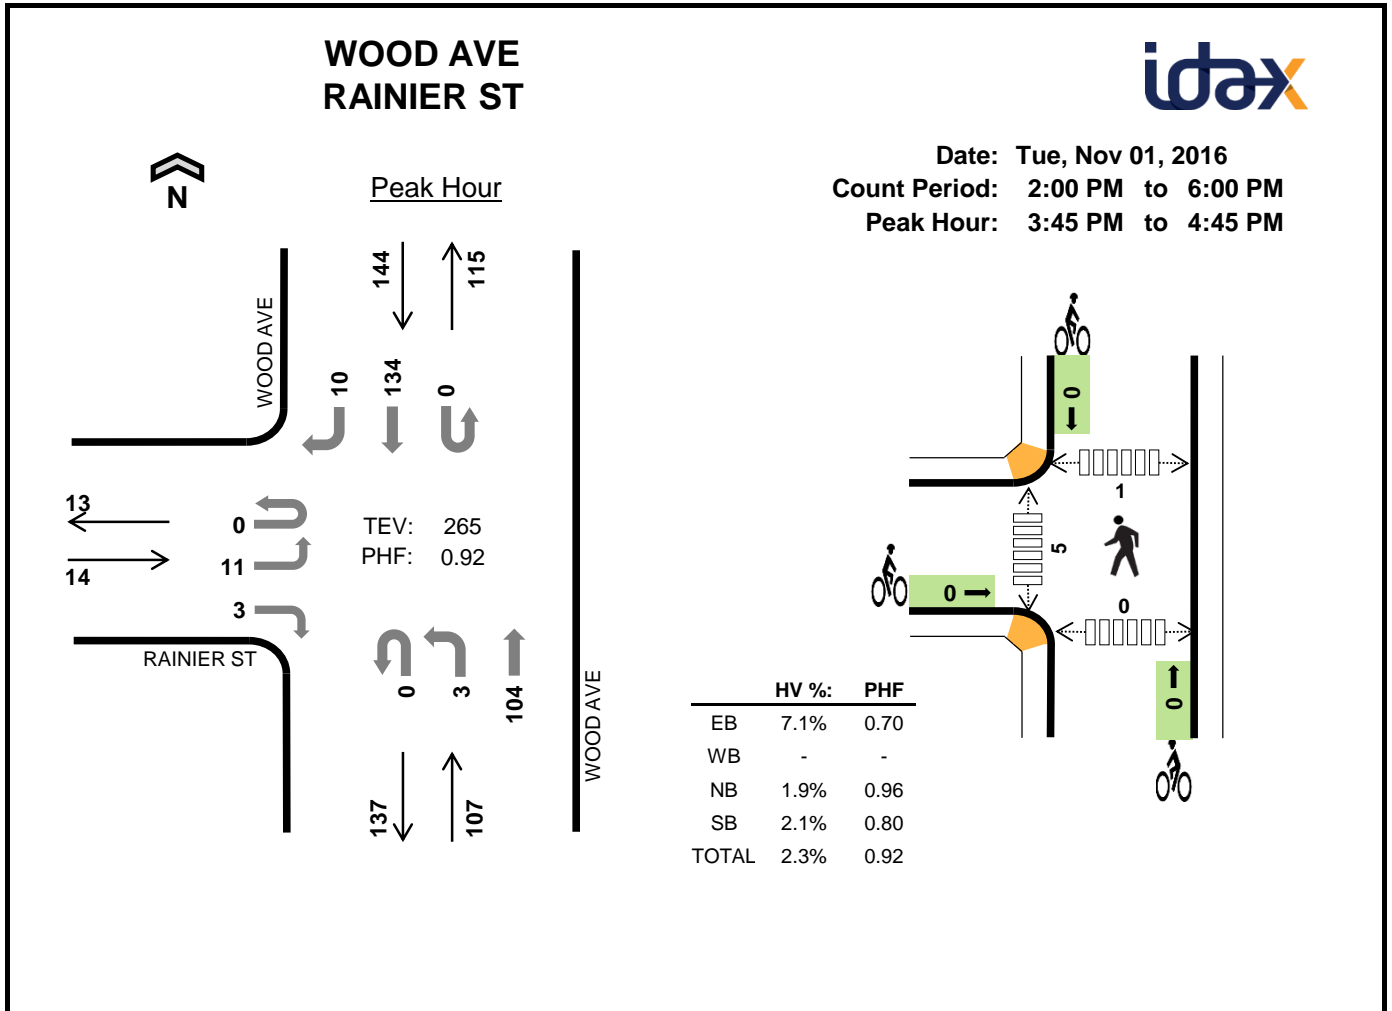 WOOD AVE
RAINIER ST
idax
Date: Tue, Nov 01, 2016
Count Period: 2:00 PM to 6:00 PM
Peak Hour: 3:45 PM to 4:45 PM
N
Peak Hour
144
115
WOOD AVE
10
134
0
13
14
0
11
3
TEV: 265
PHF: 0.92
RAINIER ST
0
3
104
WOOD AVE
137
107
HV %: PHF
EB 7.1% 0.70
WB - -
NB 1.9% 0.96
SB 2.1% 0.80
TOTAL 2.3% 0.92
0
1
5
0
0
0